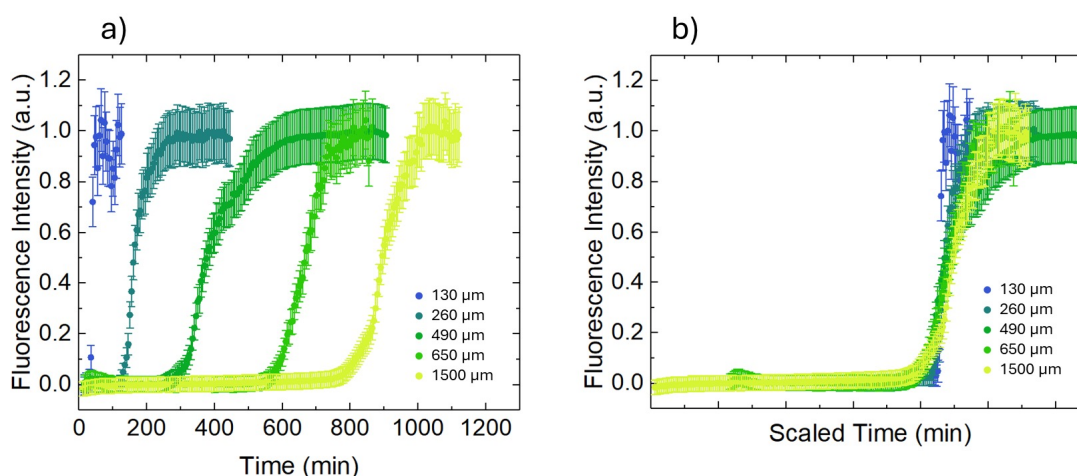 a)
Fluorescence Intensity (a.u.)
1.2
1.0
0.8
0.6
0.4
0.2
0.0
130 µm
260 µm
490 µm
650 µm
1500 µm
0 200 400 600 800 1000 1200
Time (min)
b)
Fluorescence Intensity (a.u.)
1.2
1.0
0.8
0.6
0.4
0.2
0.0
130 µm
260 µm
490 µm
650 µm
1500 µm
Scaled Time (min)